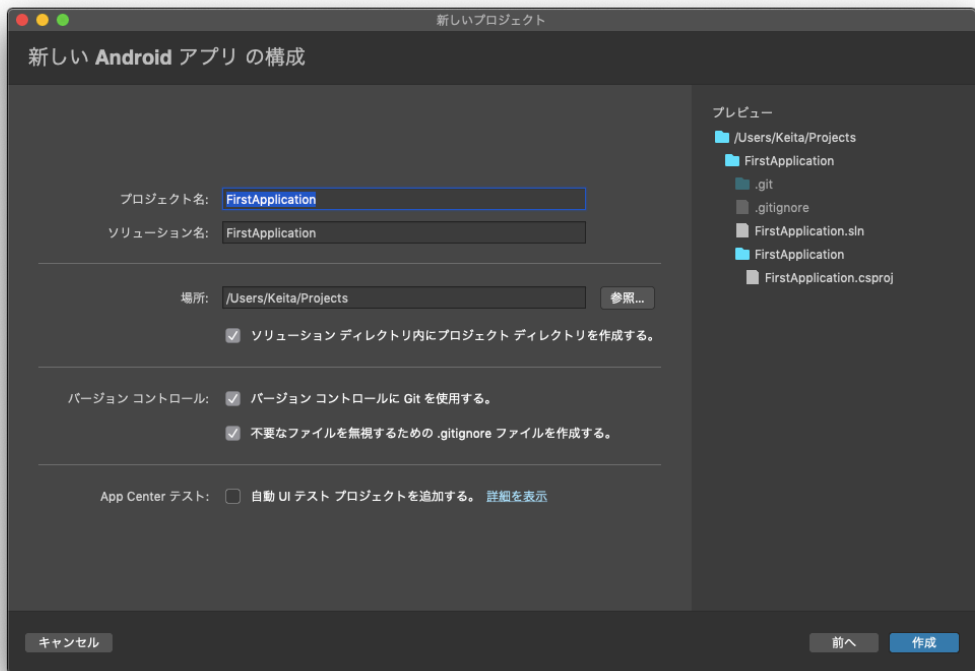 新しいプロジェクト
新しい Android アプリ の構成
プロジェクト名: FirstApplication
ソリューション名: FirstApplication
場所: /Users/Keita/Projects 参照...
ソリューション ディレクトリ内にプロジェクト ディレクトリを作成する。
バージョン コントロール: バージョン コントロールに Git を使用する。
不要なファイルを無視するための .gitignore ファイルを作成する。
App Center テスト: 自動 UI テスト プロジェクトを追加する。 詳細を表示
プレビュー
/Users/Keita/Projects
FirstApplication
.git
.gitignore
FirstApplication.sln
FirstApplication
FirstApplication.csproj
キャンセル 前へ 作成